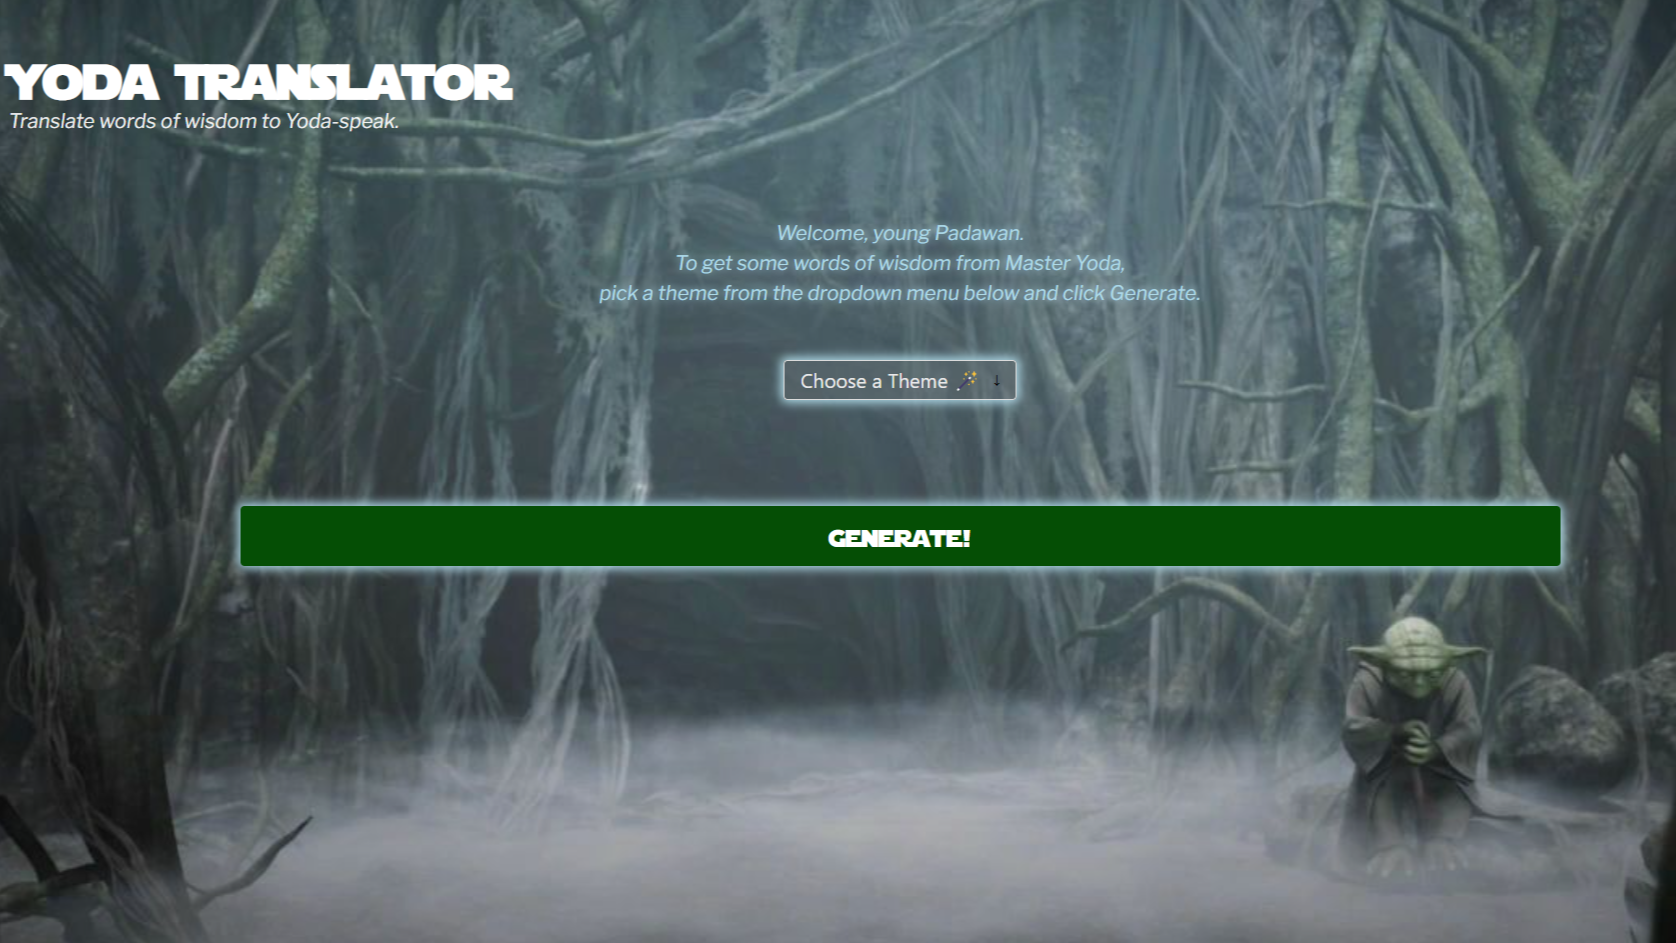 YODA TRANSLATOR
Translate words of wisdom to Yoda-speak.
Welcome, young Padawan.
To get some words of wisdom from Master Yoda,
pick a theme from the dropdown menu below and click Generate.
Choose a Theme 🪄 ↓
GENERATE!